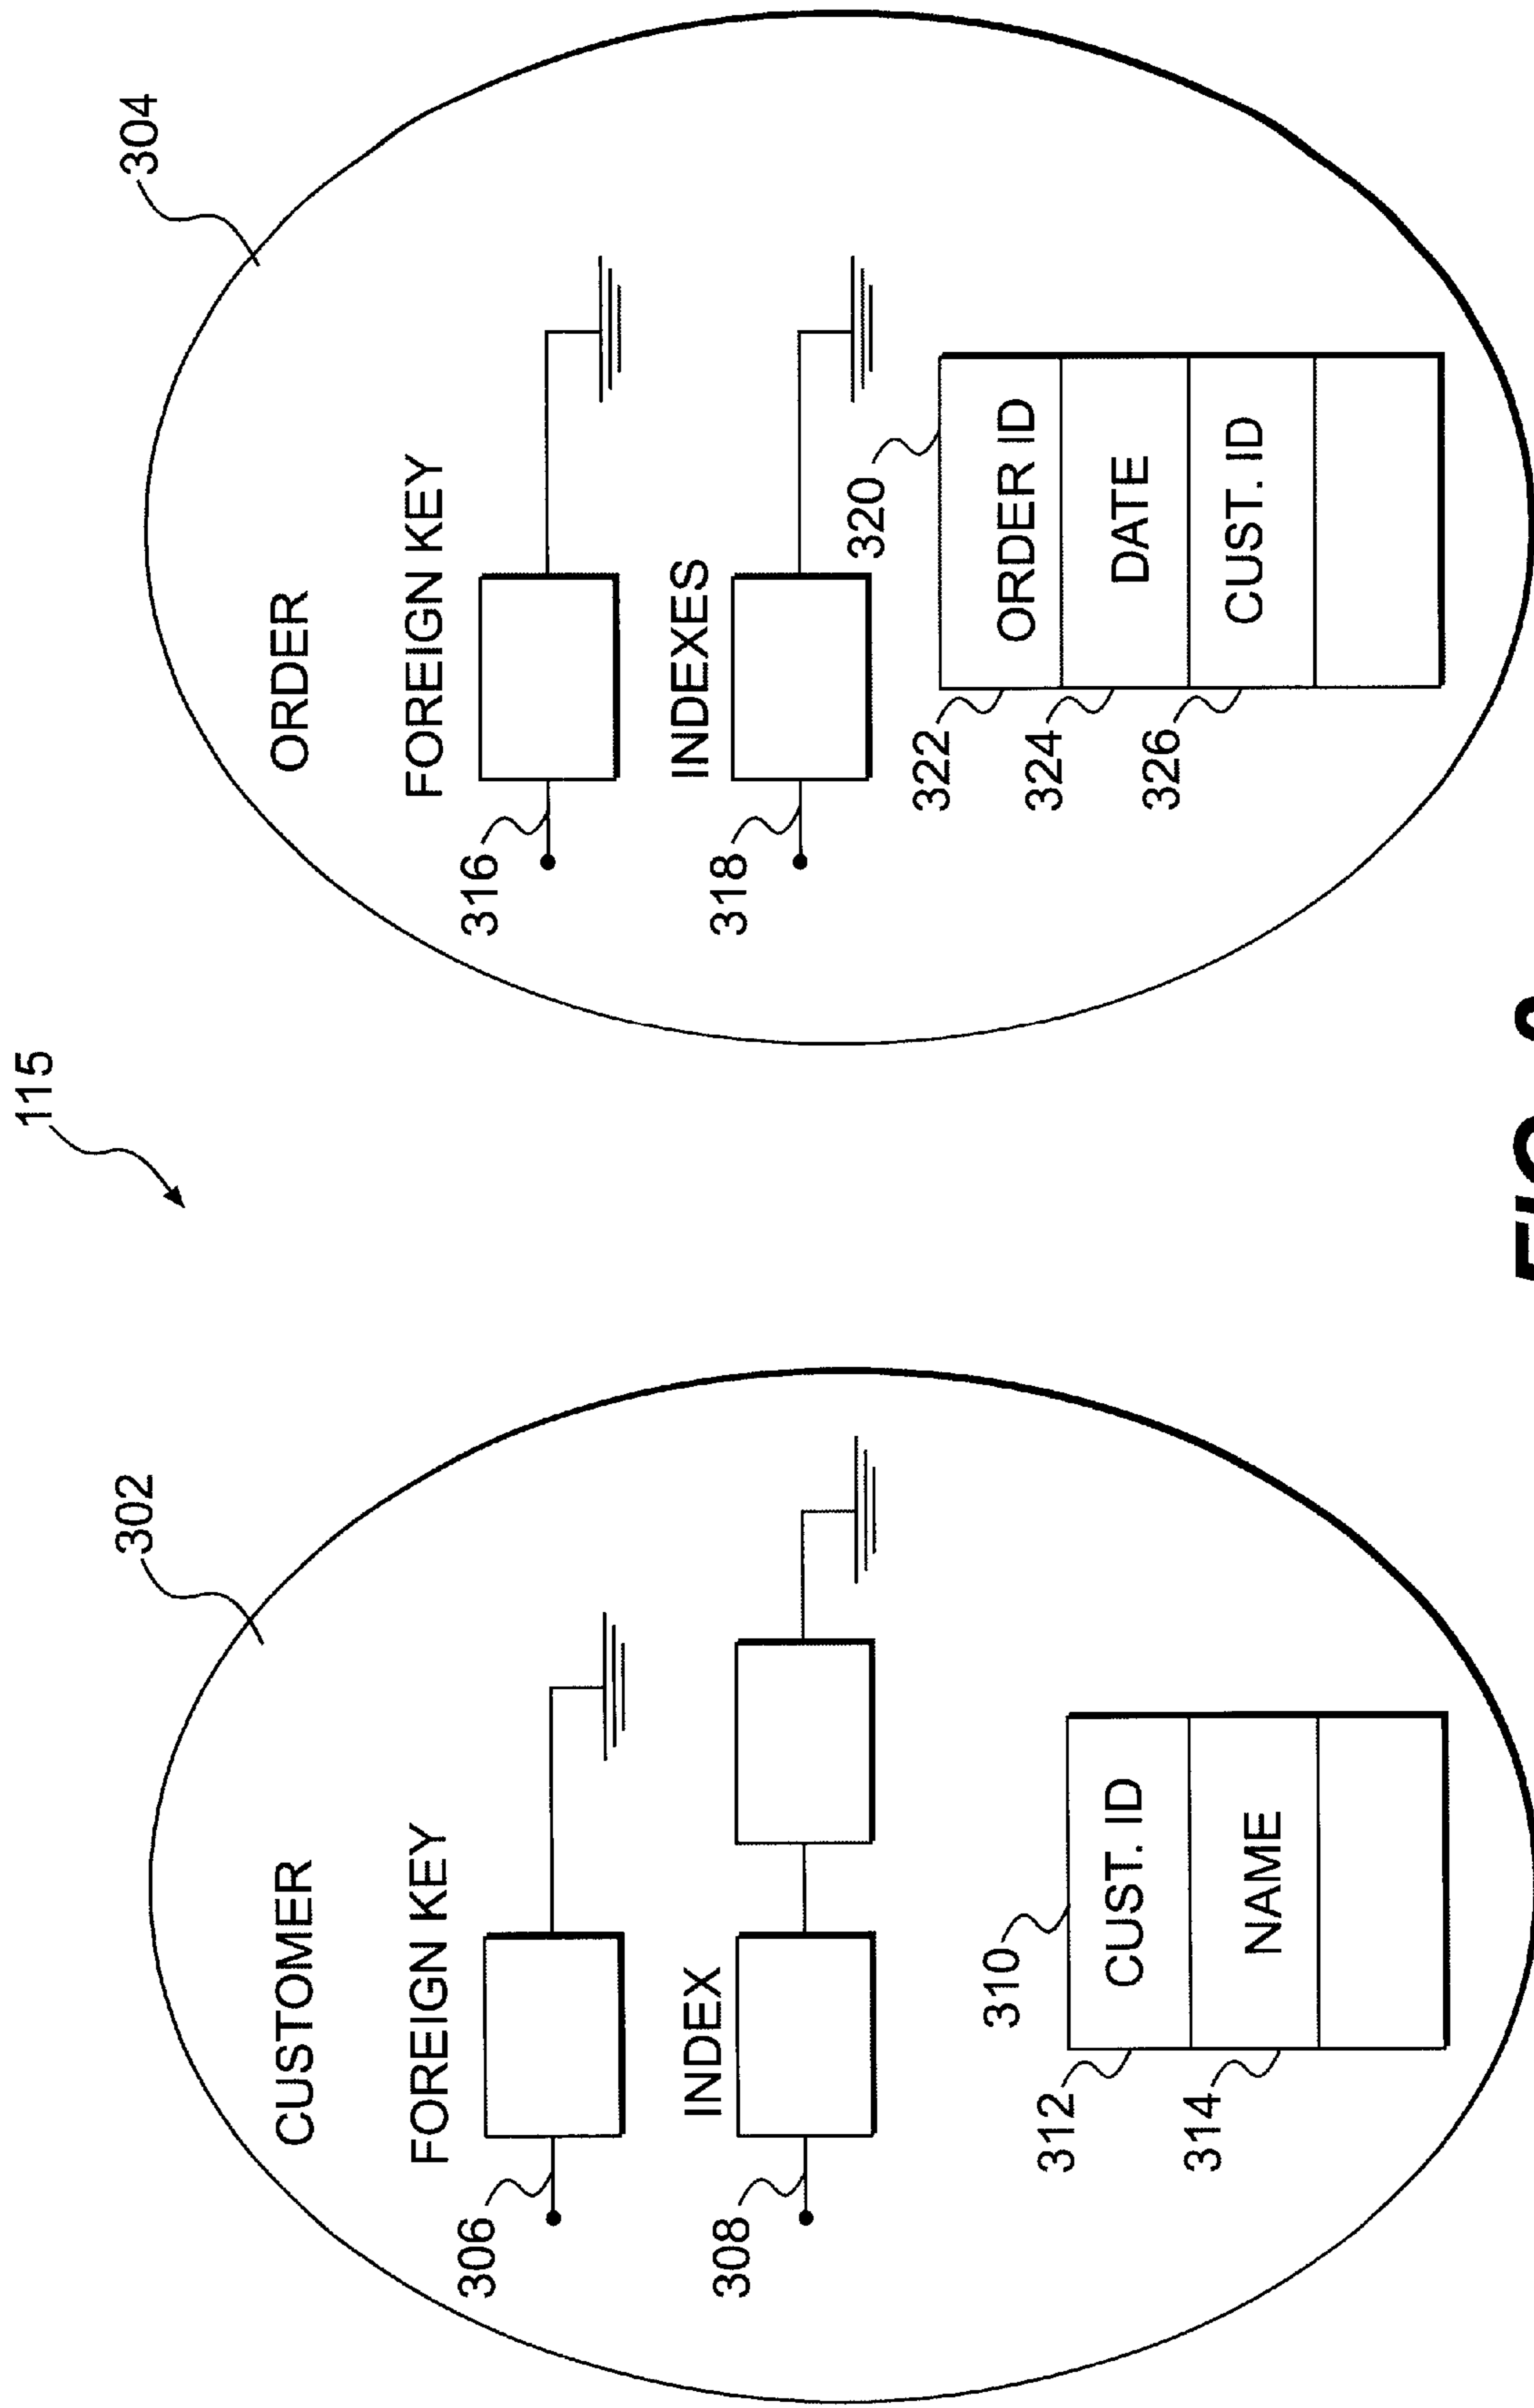 115
302
CUSTOMER
FOREIGN KEY
306
INDEX
308
310
312
CUST. ID
314
NAME
304
ORDER
FOREIGN KEY
316
INDEXES
318
320
322
ORDER ID
324
DATE
326
CUST. ID